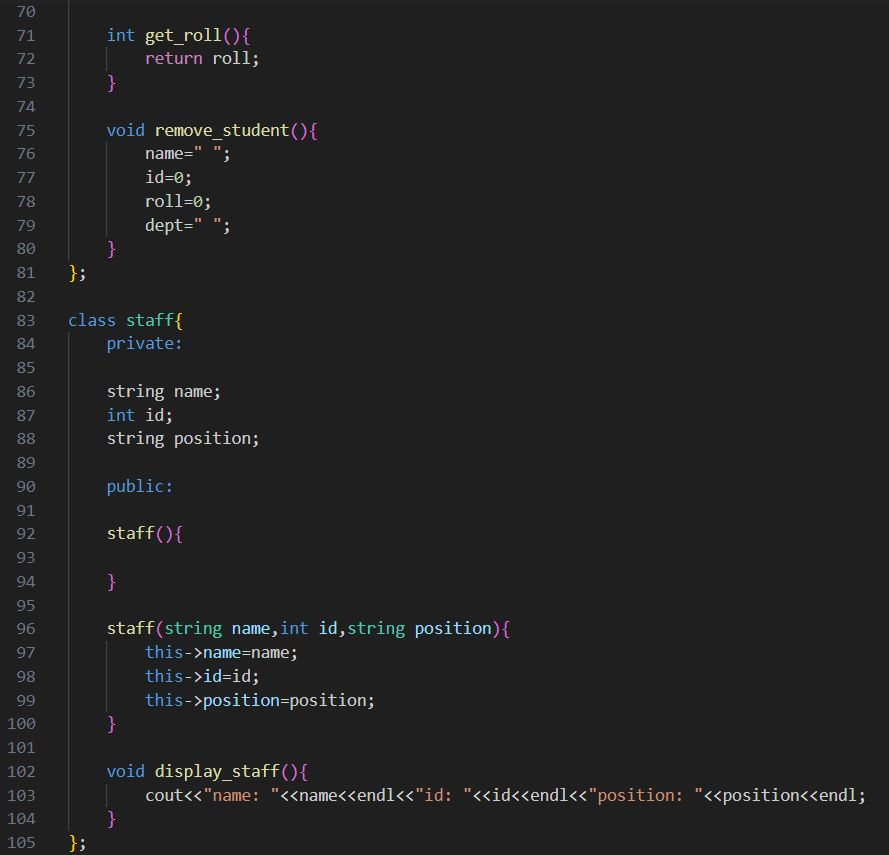 70
71 int get_roll(){
72 return roll;
73 }
74
75 void remove_student(){
76 name=" ";
77 id=0;
78 roll=0;
79 dept=" ";
80 }
81 };
82
83 class staff{
84 private:
85
86 string name;
87 int id;
88 string position;
89
90 public:
91
92 staff(){
93
94 }
95
96 staff(string name,int id,string position){
97 this->name=name;
98 this->id=id;
99 this->position=position;
100 }
101
102 void display_staff(){
103 cout<<"name: "<<name<<endl<<"id: "<<id<<endl<<"position: "<<position<<endl;
104 }
105 };